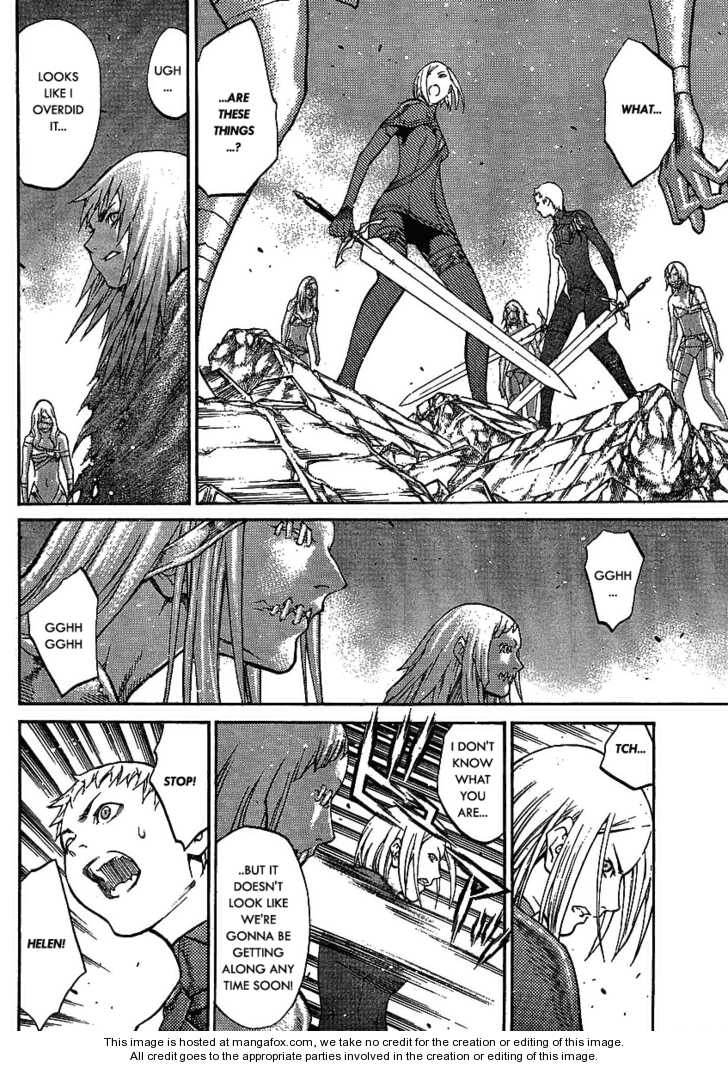 WHAT...
...ARE
THESE
THINGS
...?
UGH
...
LOOKS
LIKE I
OVERDID
IT...
GGHH
...
GGHH
GGHH
TCH...
I DON'T
KNOW
WHAT
YOU
ARE...
..BUT IT
DOESN'T
LOOK LIKE
WE'RE
GONNA BE
GETTING
ALONG ANY
TIME SOON!
STOP!
HELEN!
This image is hosted at mangafox.com, we take no credit for the creation or editing of this image.
All credit goes to the appropriate parties involved in the creation or editing of this image.